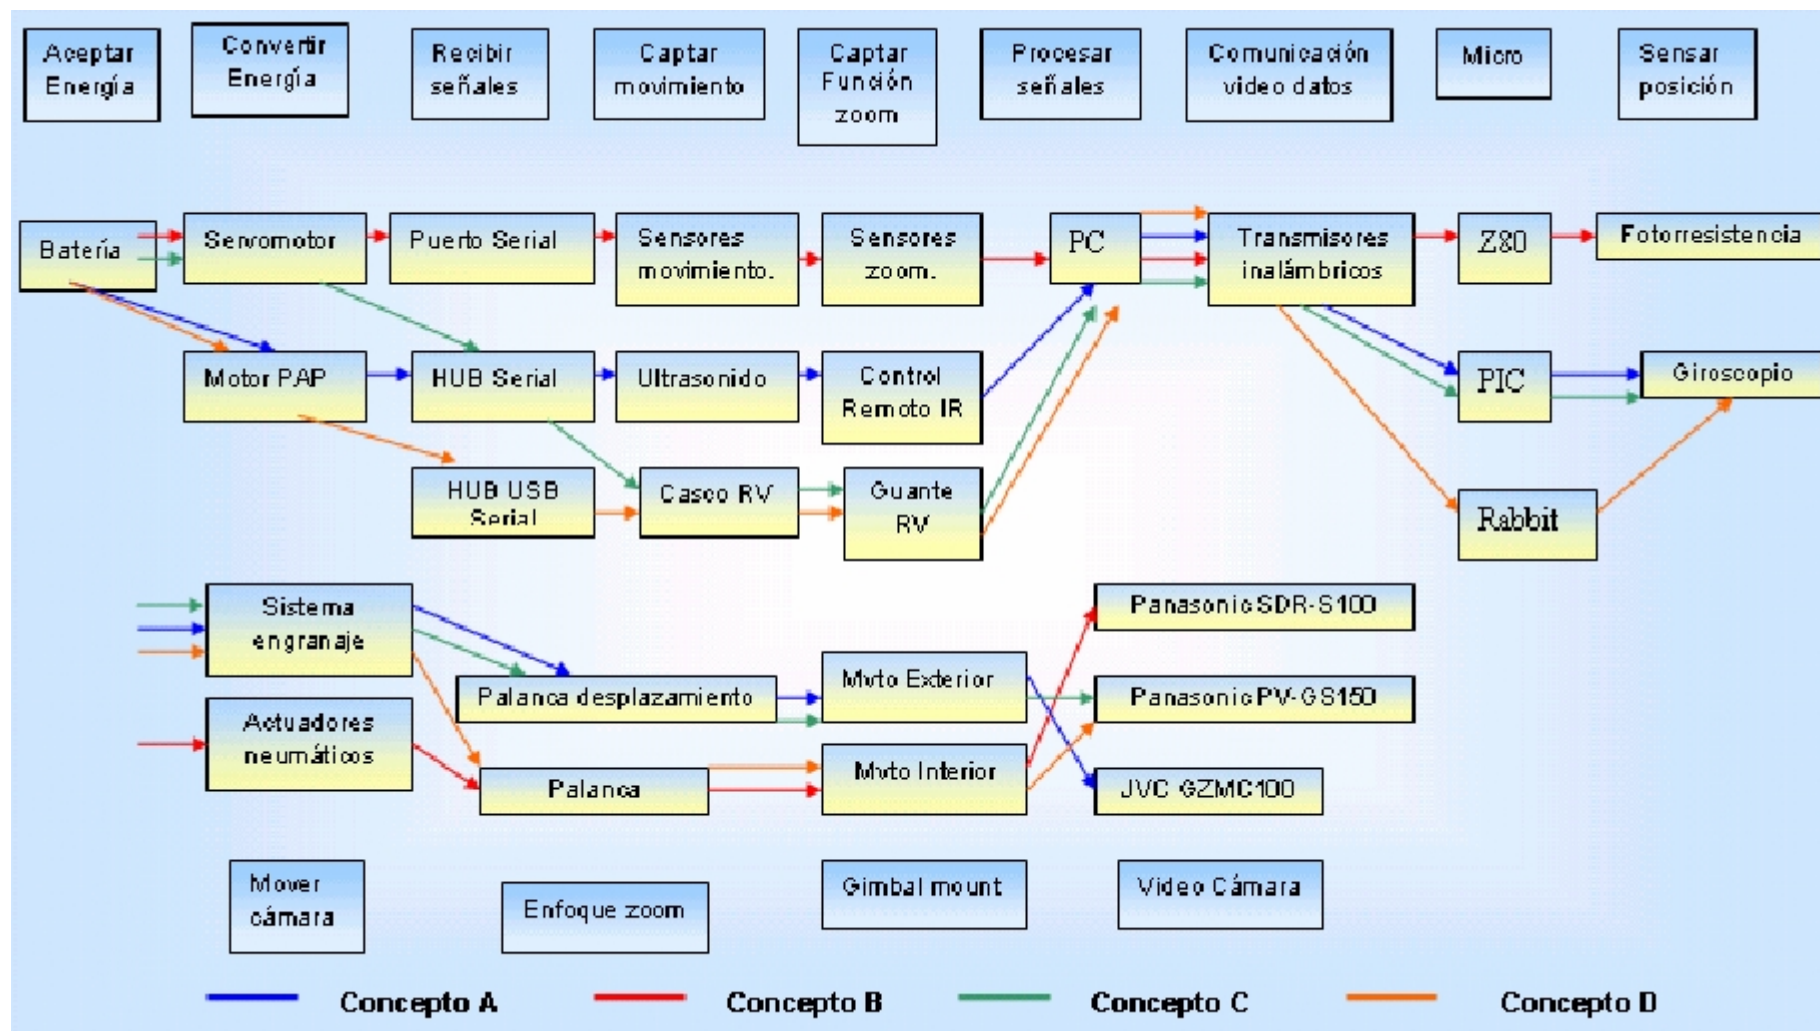 Aceptar
Energía
Convertir
Energía
Recibir
señales
Captar
movimiento
Captar
Función
zoom
Procesar
señales
Comunicación
video datos
Micro
Sensar
posición
Batería
Servomotor
Puerto Serial
Sensores
movimiento.
Sensores
zoom.
PC
Transmisores
inalámbricos
Z80
Fotorresistencia
Motor PAP
HUB Serial
Ultrasonido
Control
Remoto IR
PIC
Giroscopio
HUB USB
Serial
Casco RV
Guante
RV
Rabbit
Sistema
engranaje
Panasonic SDR-S100
Palanca desplazamiento
Mvto Exterior
Panasonic PV-GS150
Actuadores
neumáticos
Palanca
Mvto Interior
JVC GZMC100
Mover
cámara
Enfoque zoom
Gimbal mount
Video Cámara
Concepto A
Concepto B
Concepto C
Concepto D